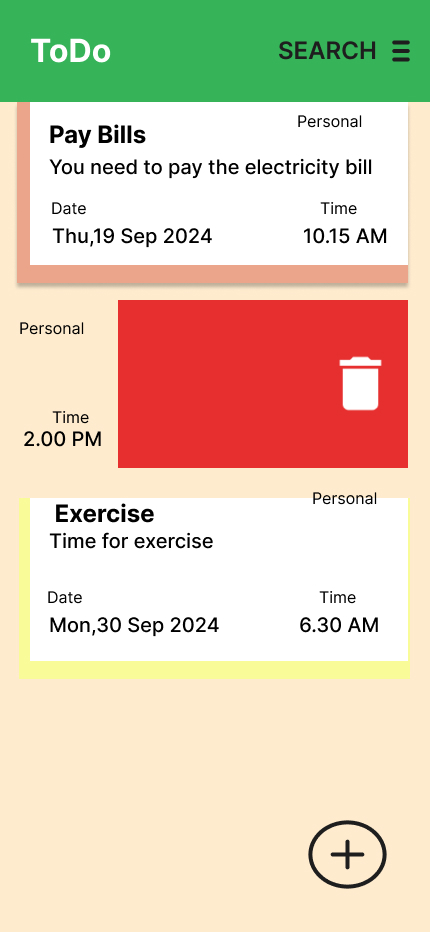 ToDo
SEARCH
Personal
Pay Bills
You need to pay the electricity bill
Date
Time
Thu,19 Sep 2024
10.15 AM
Personal
Time
2.00 PM
Personal
Exercise
Time for exercise
Date
Time
Mon,30 Sep 2024
6.30 AM